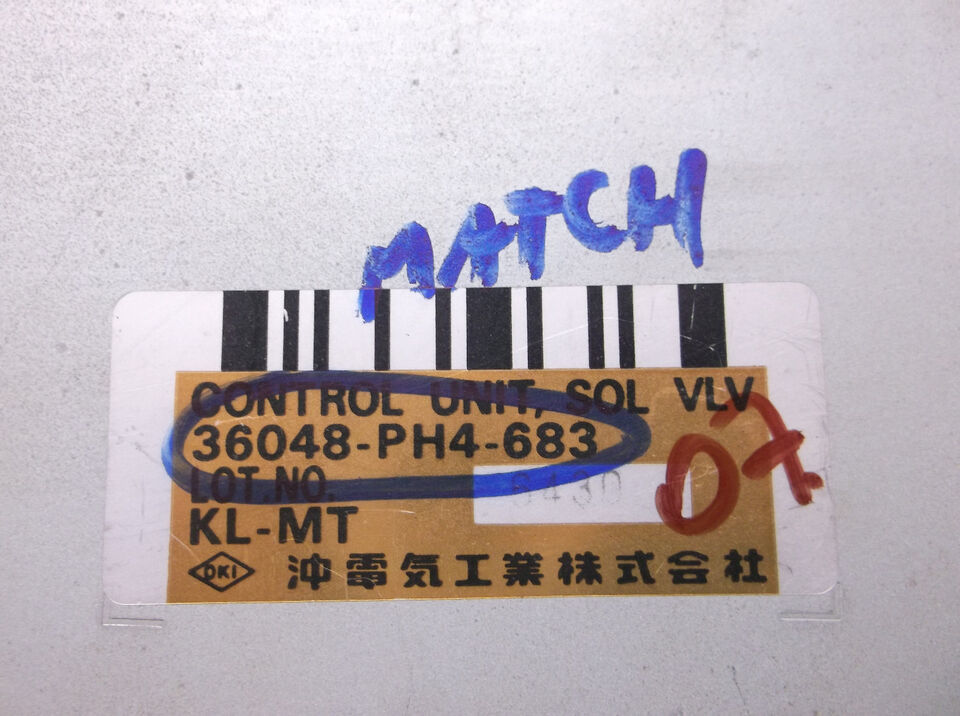 MATCH
CONTROL UNIT, SOL VLV
36048-PH4-683
LOT NO. 6430
07
KL-MT
OKI 沖電気工業株式会社